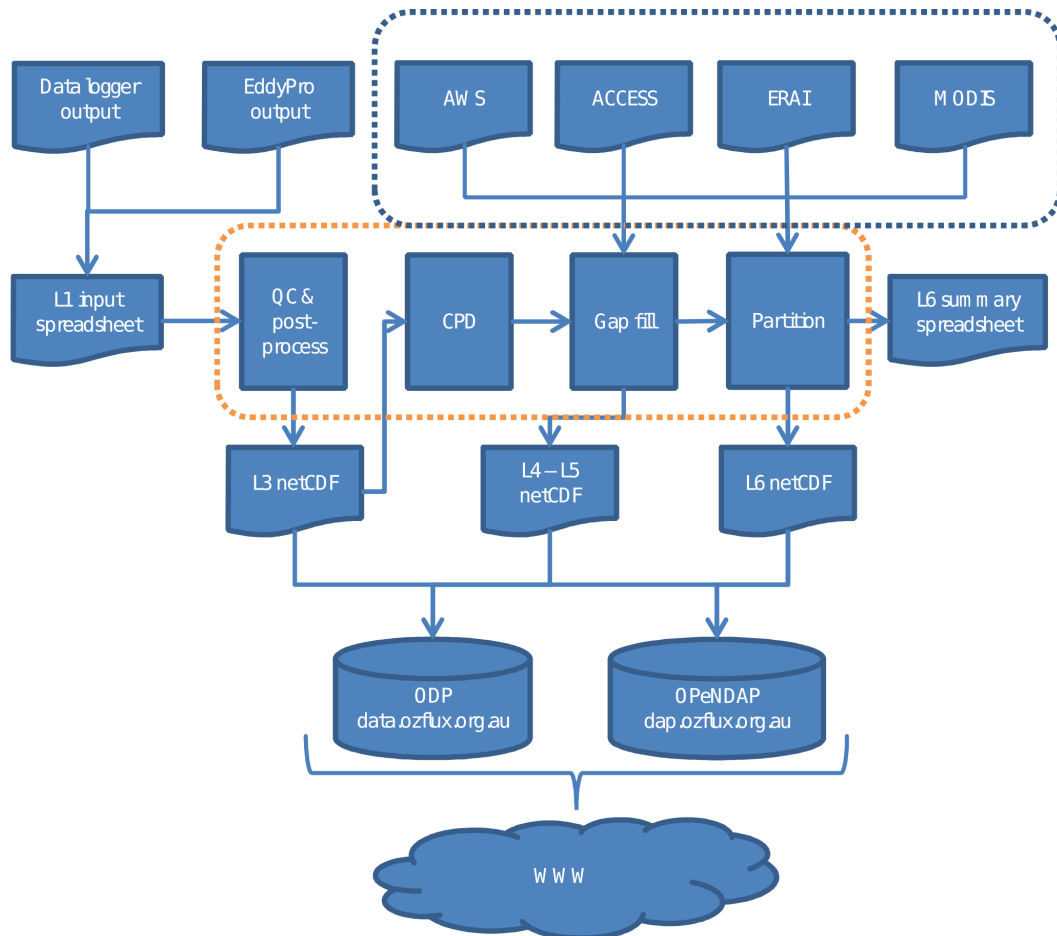 Data logger
output
EddyPro
output
AWS
ACCESS
ERAI
MODIS
L1 input
spreadsheet
QC &
post-
process
CPD
Gap fill
Partition
L6 summary
spreadsheet
L3 netCDF
L4 – L5
netCDF
L6 netCDF
ODP
data.ozflux.org.au
OPeNDAP
dap.ozflux.org.au
WWW